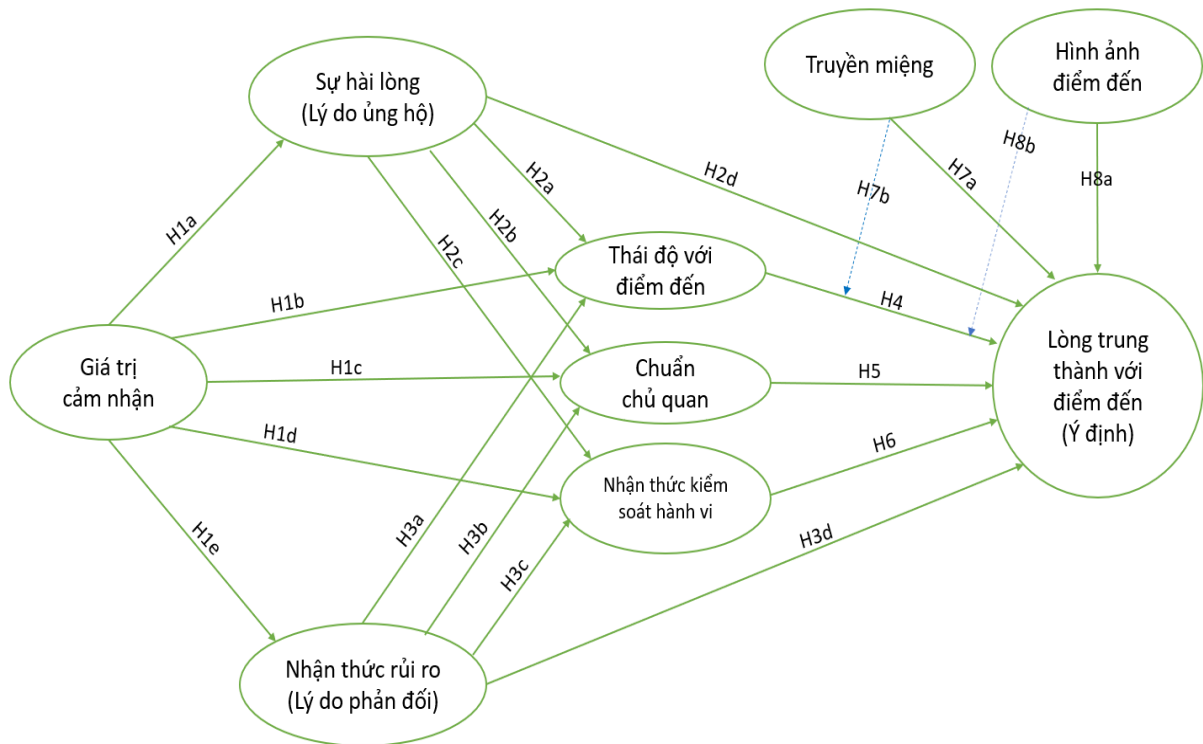 Sự hài lòng
(Lý do ủng hộ)
Truyền miệng
Hình ảnh
điểm đến
H1a
H2a
H2b
H2c
H2d
H7b
H7a
H8b
H8a
Thái độ với
điểm đến
H1b
H4
Giá trị
cảm nhận
H1c
Chuẩn
chủ quan
H5
Lòng trung
thành với
điểm đến
(Ý định)
H1d
Nhận thức kiểm
soát hành vi
H6
H1e
H3a
H3b
H3c
H3d
Nhận thức rủi ro
(Lý do phản đối)